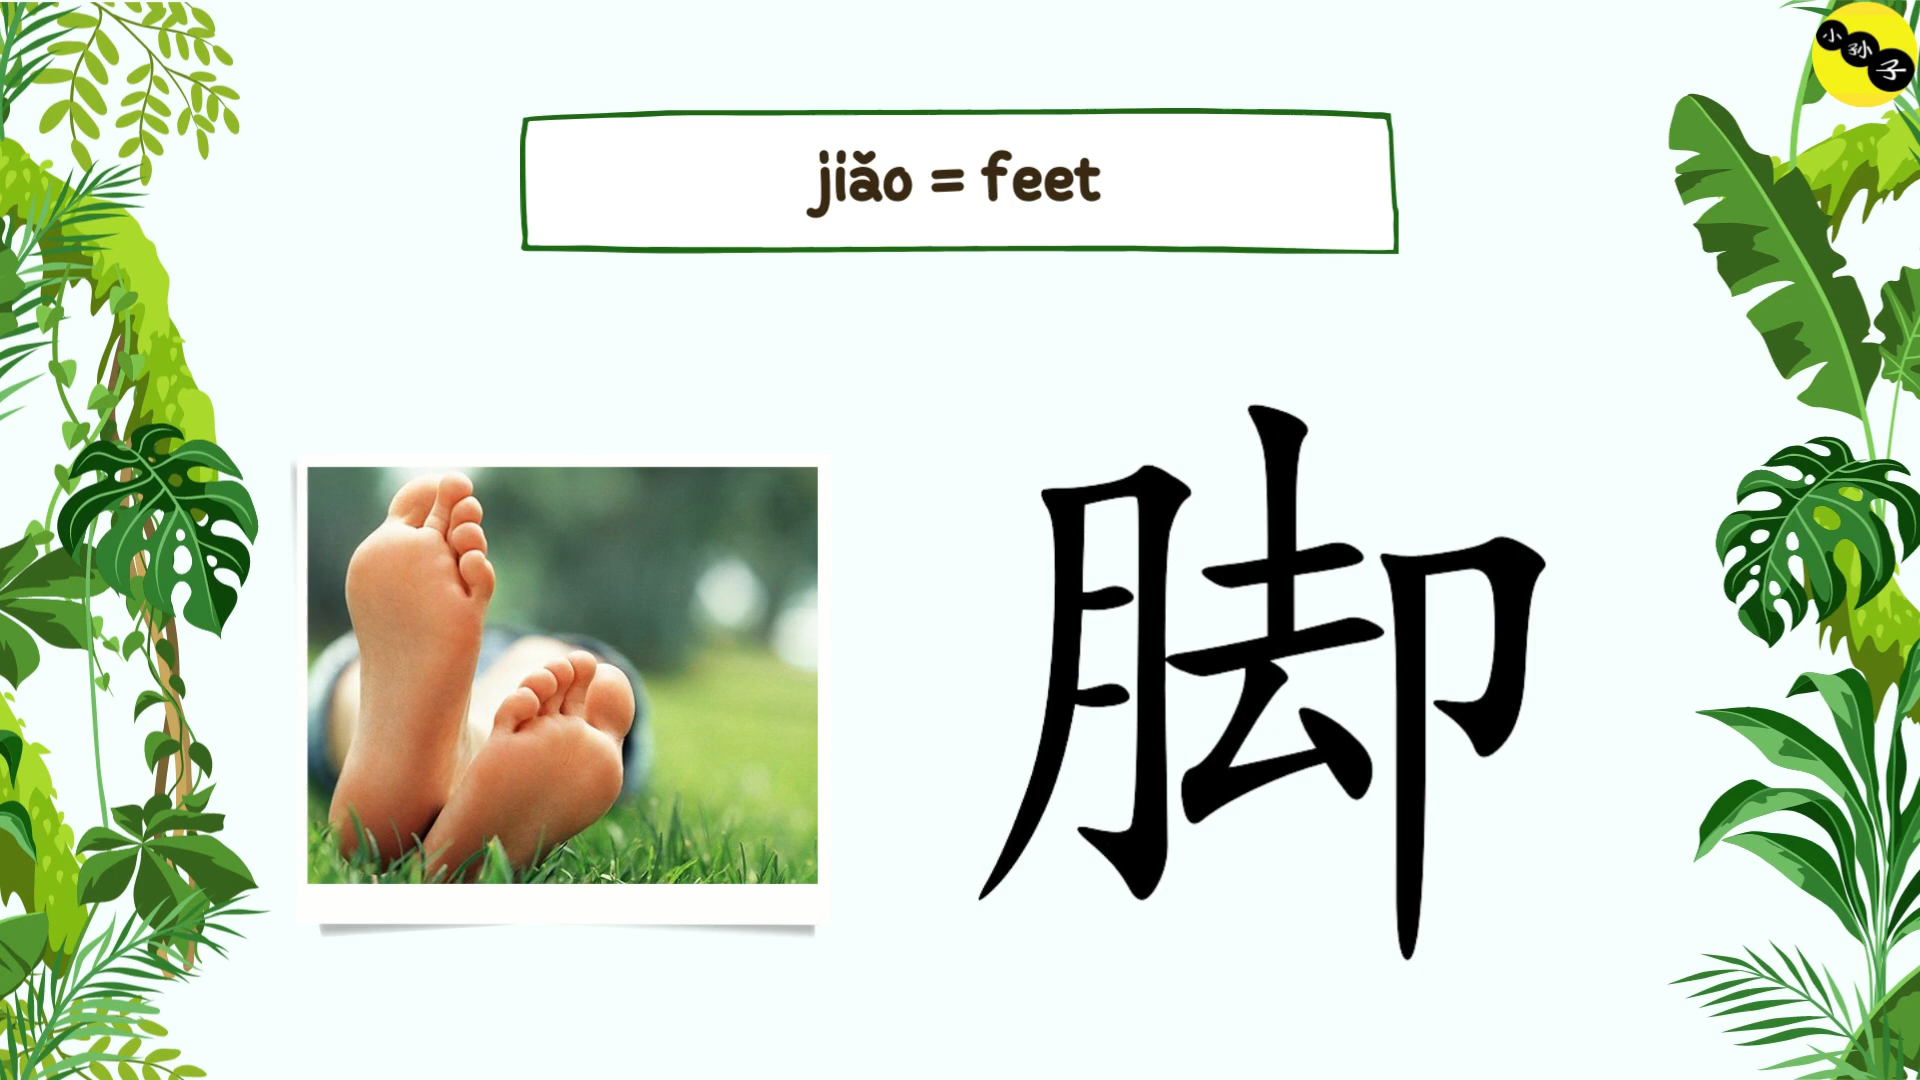 小孙子
jiǎo = feet
脚